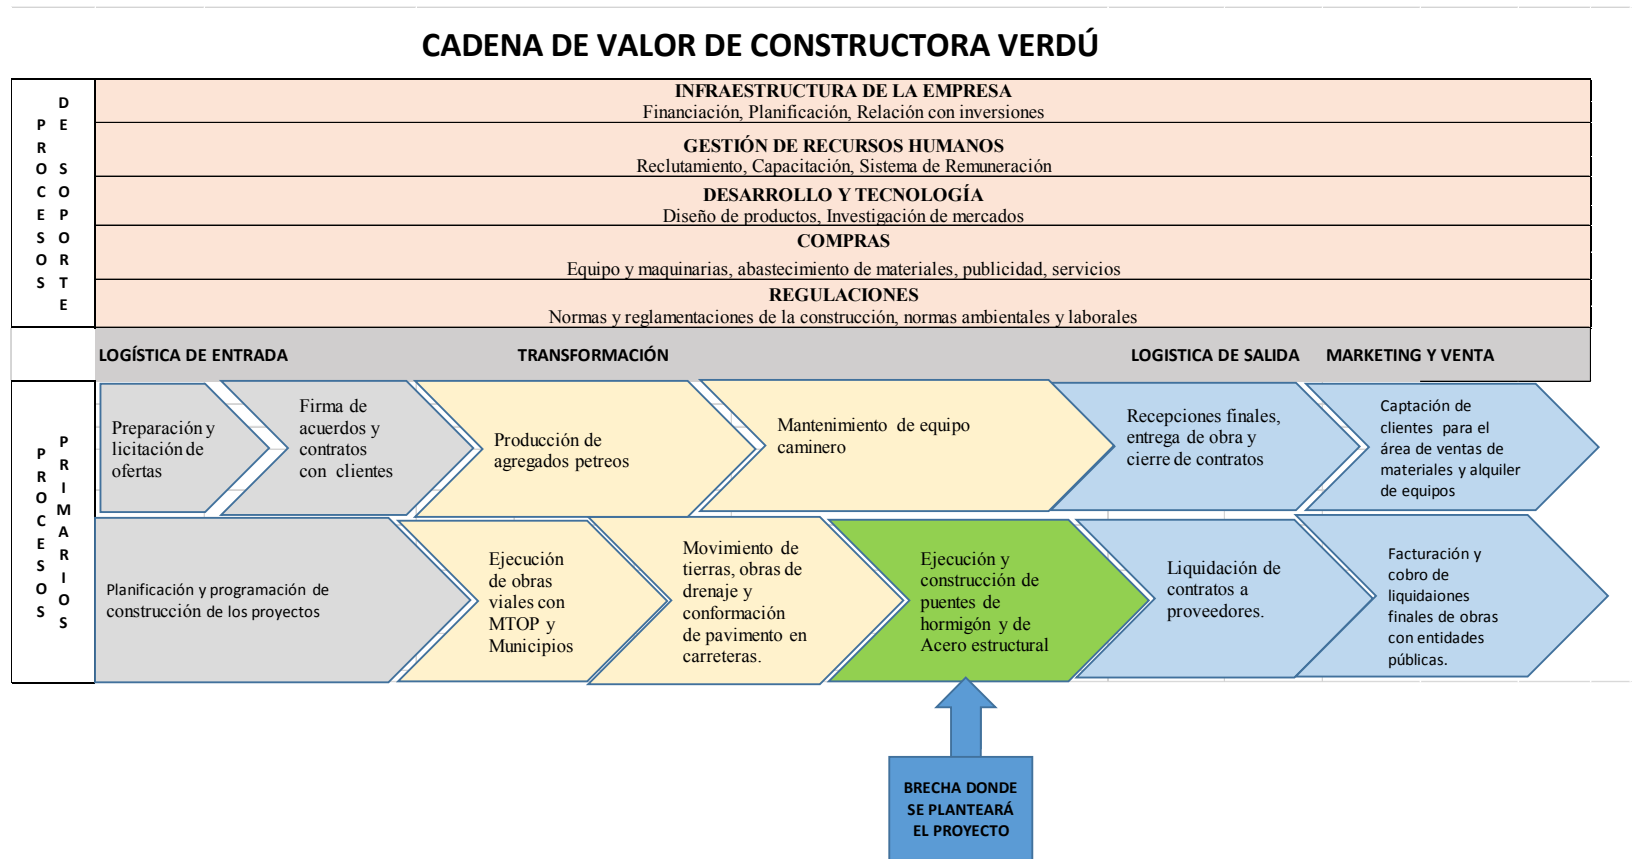 CADENA DE VALOR DE CONSTRUCTORA VERDÚ
PROCESOS
DE SOPORTE
INFRAESTRUCTURA DE LA EMPRESA
Financiación, Planificación, Relación con inversiones
GESTIÓN DE RECURSOS HUMANOS
Reclutamiento, Capacitación, Sistema de Remuneración
DESARROLLO Y TECNOLOGÍA
Diseño de productos, Investigación de mercados
COMPRAS
Equipo y maquinarias, abastecimiento de materiales, publicidad, servicios
REGULACIONES
Normas y reglamentaciones de la construcción, normas ambientales y laborales
LOGÍSTICA DE ENTRADA
TRANSFORMACIÓN
LOGISTICA DE SALIDA
MARKETING Y VENTA
PROCESOS
PRIMARIOS
Preparación y
licitación de
ofertas
Firma de
acuerdos y
contratos
con clientes
Producción de
agregados petreos
Mantenimiento de equipo
caminero
Recepciones finales,
entrega de obra y
cierre de contratos
Captación de
clientes para el
área de ventas de
materiales y alquiler
de equipos
Planificación y programación de
construcción de los proyectos
Ejecución
de obras
viales con
MTOP y
Municipios
Movimiento de
tierras, obras de
drenaje y
conformación
de pavimento en
carreteras.
Ejecución y
construcción de
puentes de
hormigón y de
Acero estructural
Liquidación de
contratos a
proveedores.
Facturación y
cobro de
liquidaiones
finales de obras
con entidades
públicas.
BRECHA DONDE
SE PLANTEARÁ
EL PROYECTO